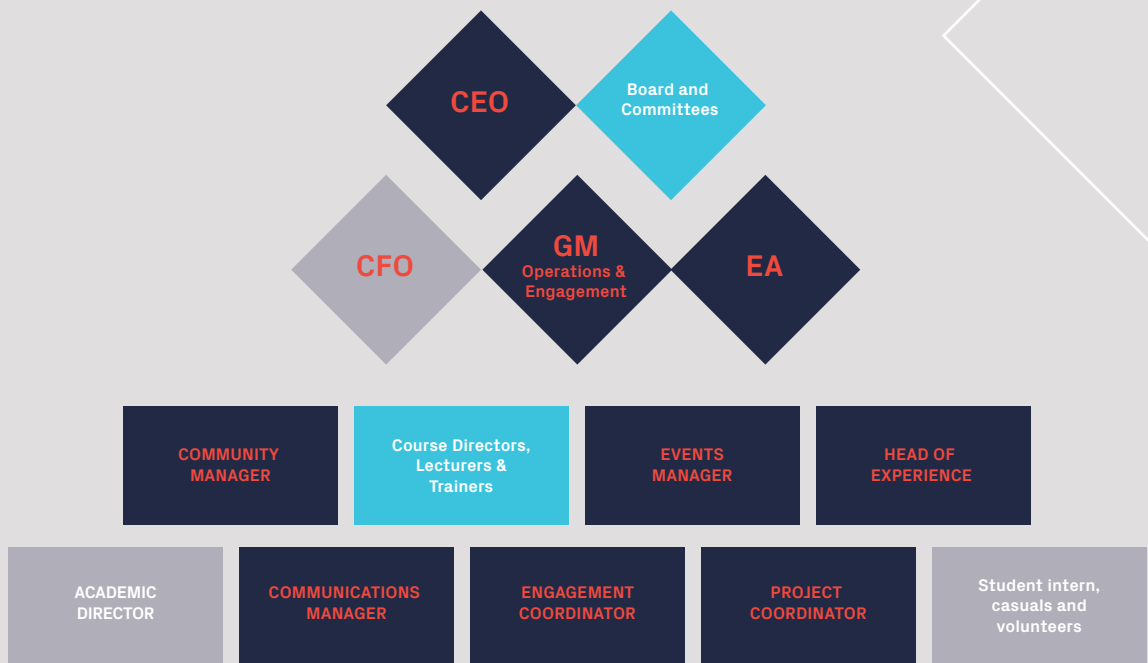 CEO
Board and
Committees
CFO
GM
Operations &
Engagement
EA
COMMUNITY
MANAGER
Course Directors,
Lecturers &
Trainers
EVENTS
MANAGER
HEAD OF
EXPERIENCE
ACADEMIC
DIRECTOR
COMMUNICATIONS
MANAGER
ENGAGEMENT
COORDINATOR
PROJECT
COORDINATOR
Student intern,
casuals and
volunteers